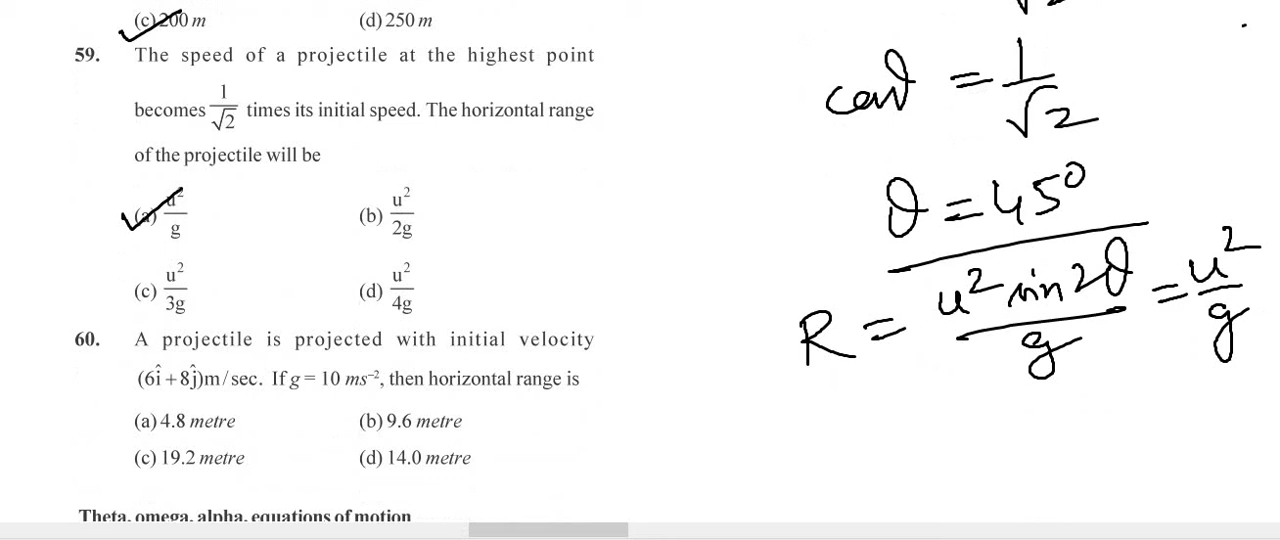 (c) 200 m (d) 250 m
59. The speed of a projectile at the highest point
becomes 1/√2 times its initial speed. The horizontal range
of the projectile will be
(a) u²/g (b) u²/2g
(c) u²/3g (d) u²/4g
60. A projectile is projected with initial velocity
(6î + 8ĵ)m/sec. If g = 10 ms⁻², then horizontal range is
(a) 4.8 metre (b) 9.6 metre
(c) 19.2 metre (d) 14.0 metre
Theta, omega, alpha, equations of motion
cosθ = 1/√2
θ = 45°
R = u² sin2θ/g = u²/g